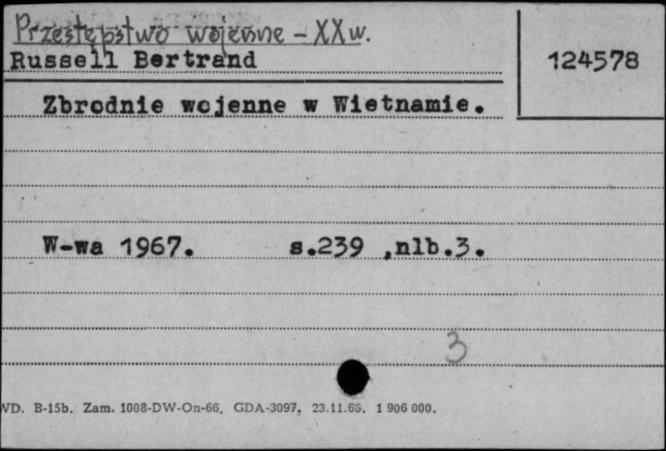 Przestępstwo wojenne - XX w.
Russell Bertrand
124578
Zbrodnie wojenne w Wietnamie.
W-wa 1967. s.239 ,nlb.3.
3
WD. B-15b. Zam. 1008-DW-On-66. GDA-3097. 23.11.66. 1 906 000.